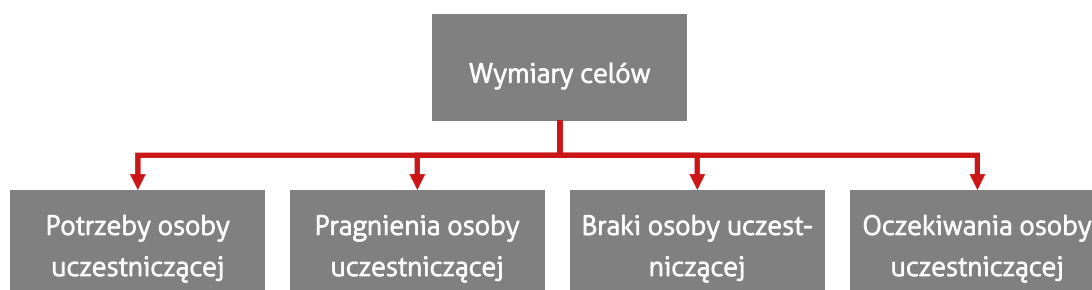 Wymiary celów
Potrzeby osoby
uczestniczącej
Pragnienia osoby
uczestniczącej
Braki osoby uczest-
niczącej
Oczekiwania osoby
uczestniczącej